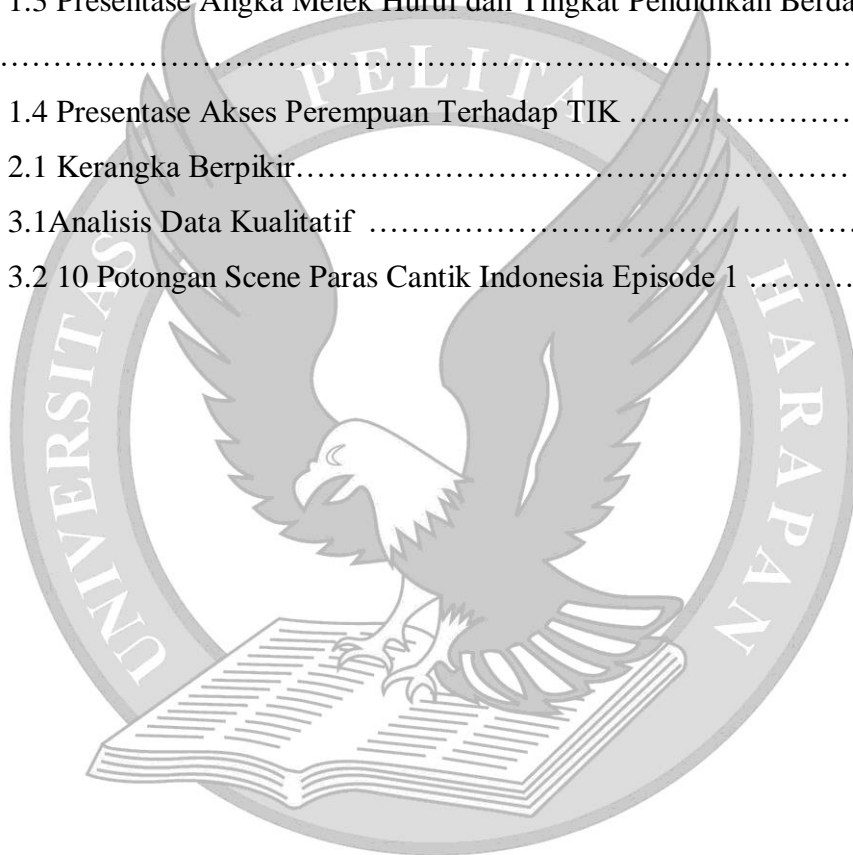 1.3 Presentase Angka Melek Huruf dan Tingkat Pendidikan Berda
……………………………………………………………………
1.4 Presentase Akses Perempuan Terhadap TIK …………………
2.1 Kerangka Berpikir………………………………………………
3.1Analisis Data Kualitatif …………………………………………
3.2 10 Potongan Scene Paras Cantik Indonesia Episode 1 ………
UNIVERSITAS PELITA HARAPAN